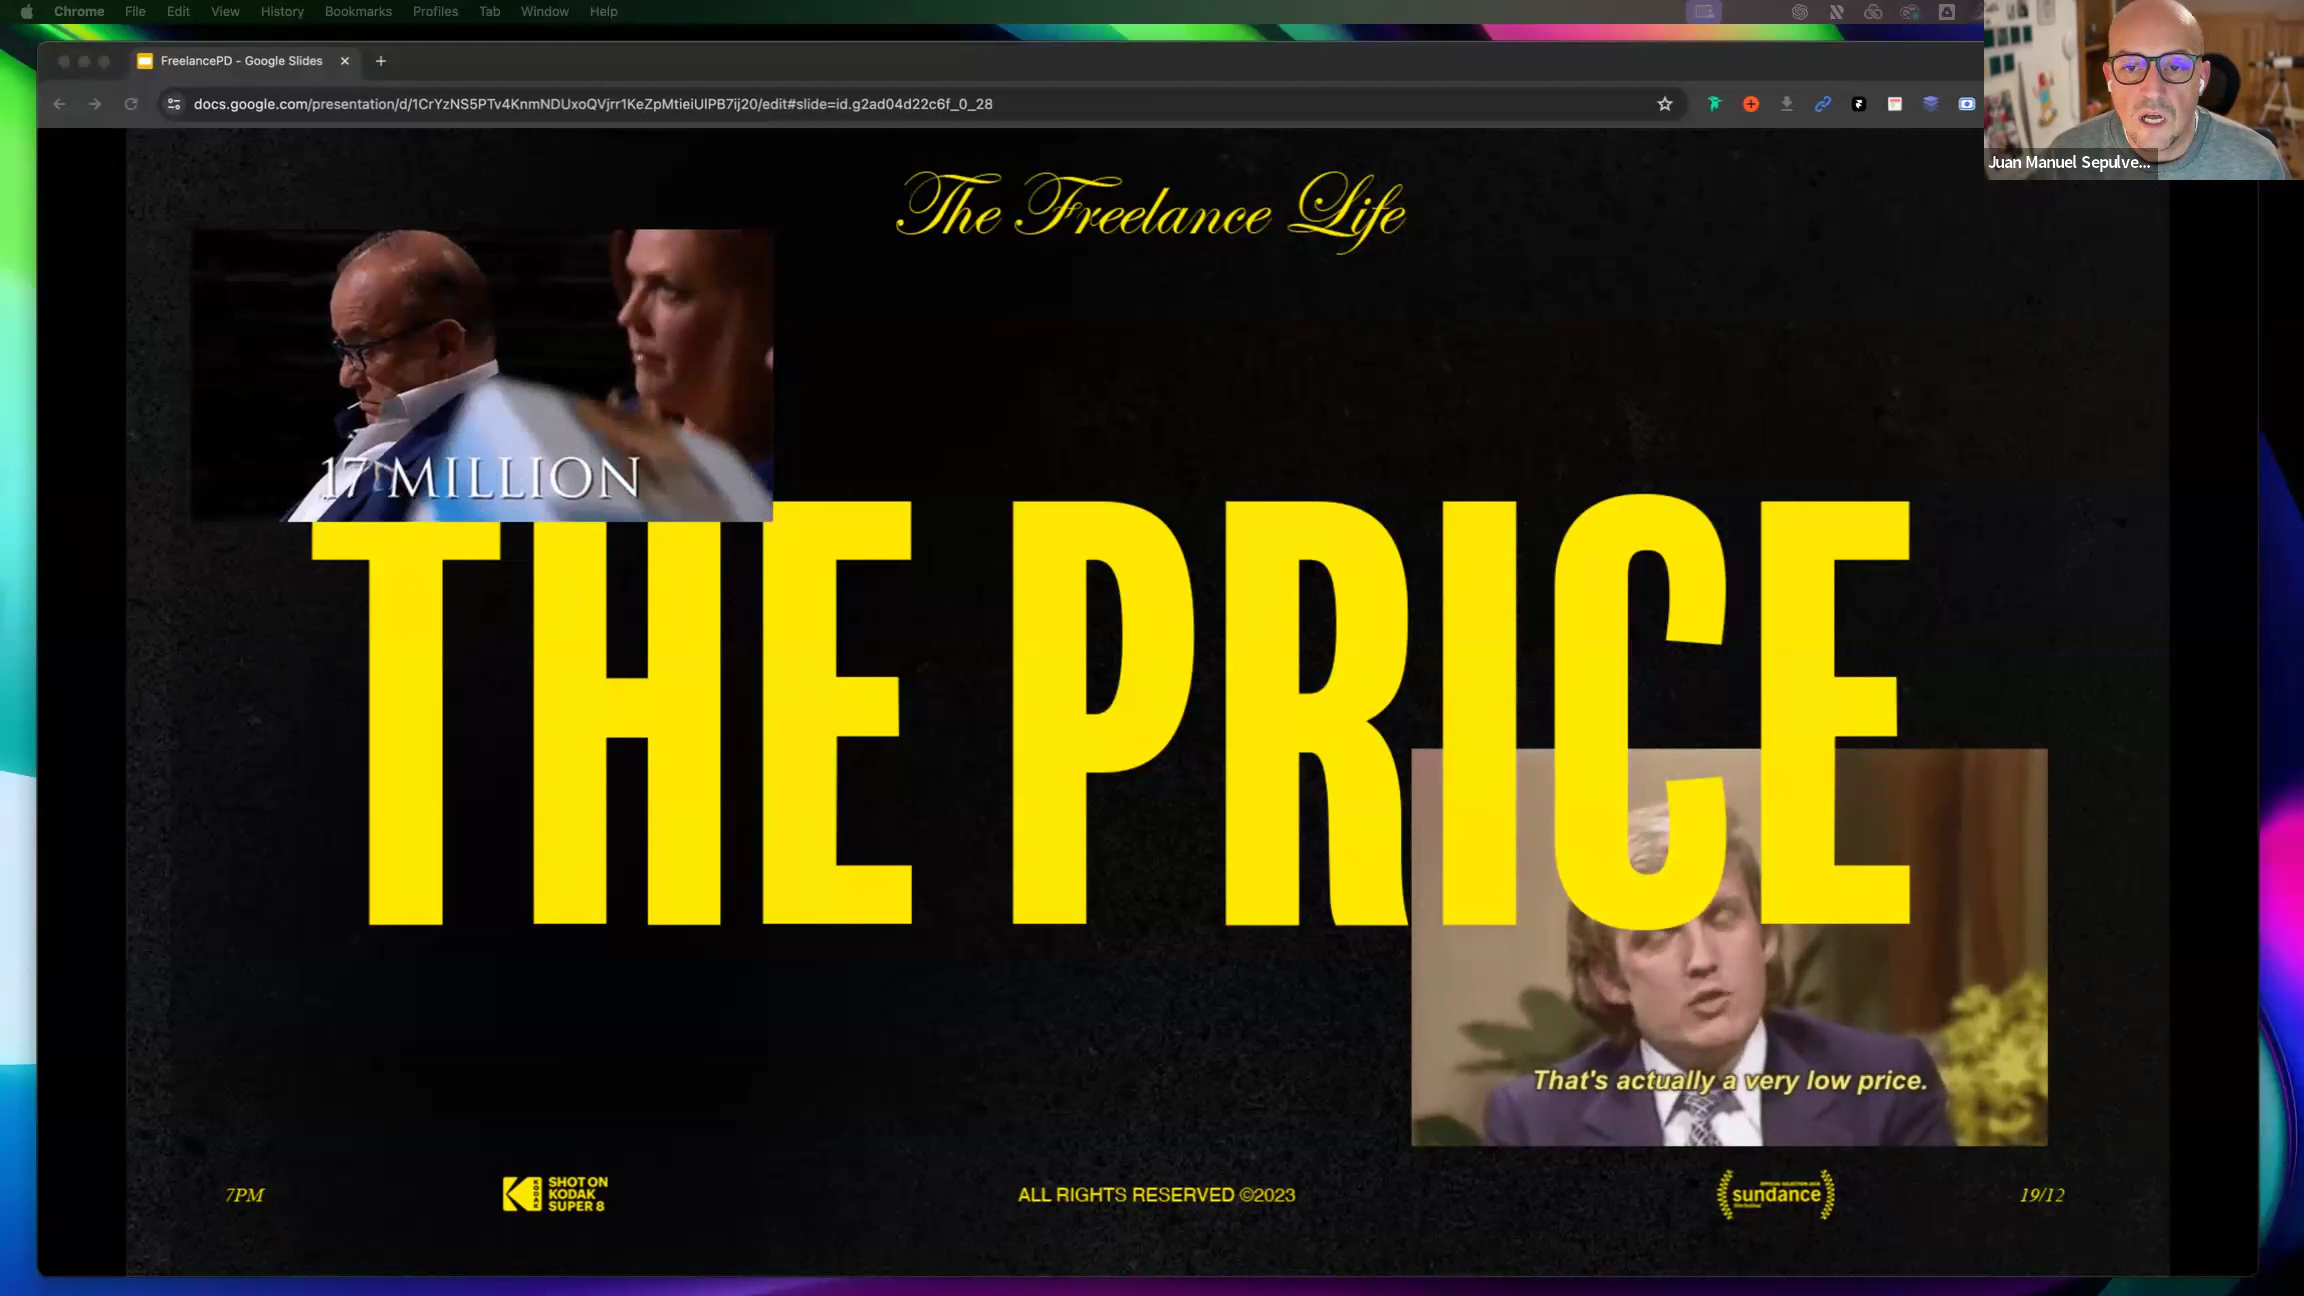 Chrome File Edit View History Bookmarks Profiles Tab Window Help
FreelancePD - Google Slides
docs.google.com/presentation/d/1CrYzNS5PTv4KnmNDUxoQVjrr1KeZpMtieiUIPB7ij20/edit#slide=id.g2ad04d22c6f_0_28
Juan Manuel Sepulve...
The Freelance Life
17 MILLION
THE PRICE
That's actually a very low price.
7PM
KODAK
SHOT ON
KODAK
SUPER 8
ALL RIGHTS RESERVED ©2023
sundance
19/12